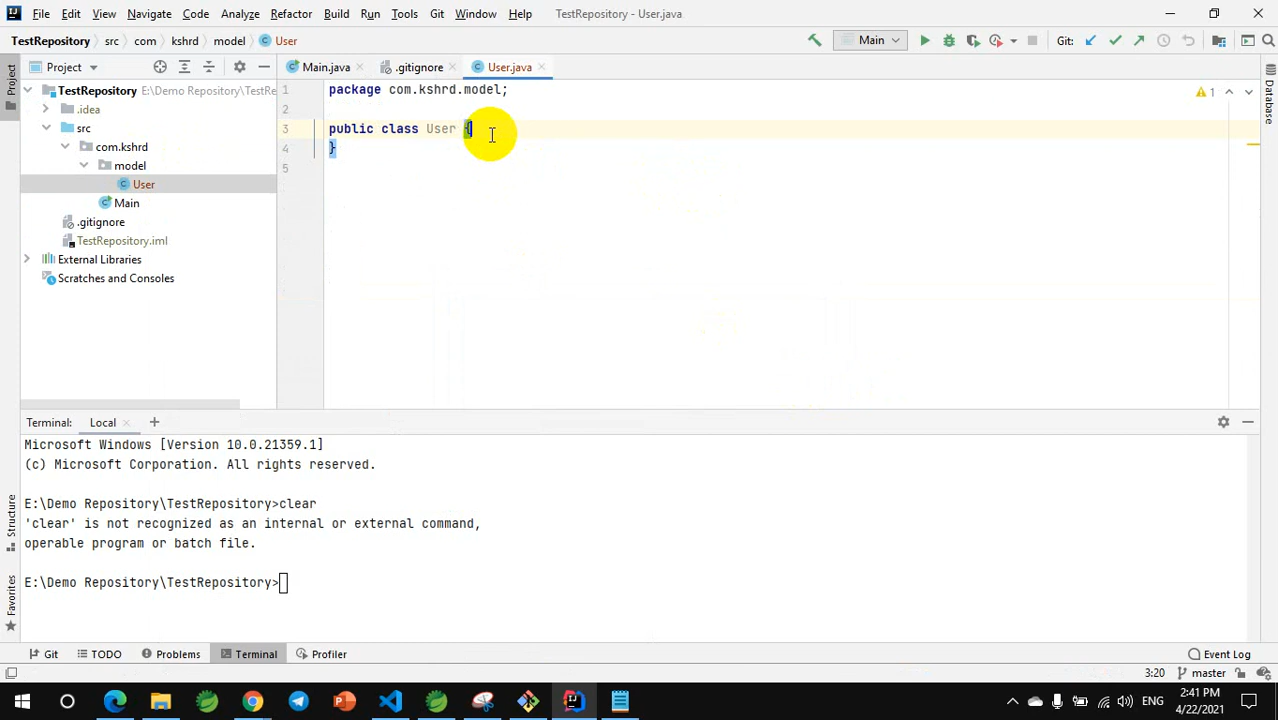 File Edit View Navigate Code Analyze Refactor Build Run Tools Git Window Help TestRepository - User.java
TestRepository src com kshrd model User Main Git:
Project Main.java .gitignore User.java
Project
TestRepository E:\Demo Repository\TestRe
.idea
src
com.kshrd
model
User
Main
.gitignore
TestRepository.iml
External Libraries
Scratches and Consoles
1 package com.kshrd.model;
2
3 public class User {
4 }
5
1
Database
Terminal: Local
Microsoft Windows [Version 10.0.21359.1]
(c) Microsoft Corporation. All rights reserved.
E:\Demo Repository\TestRepository>clear
'clear' is not recognized as an internal or external command,
operable program or batch file.
E:\Demo Repository\TestRepository>
Structure
Favorites
Git TODO Problems Terminal Profiler Event Log
3:20 master
ENG 2:41 PM
4/22/2021